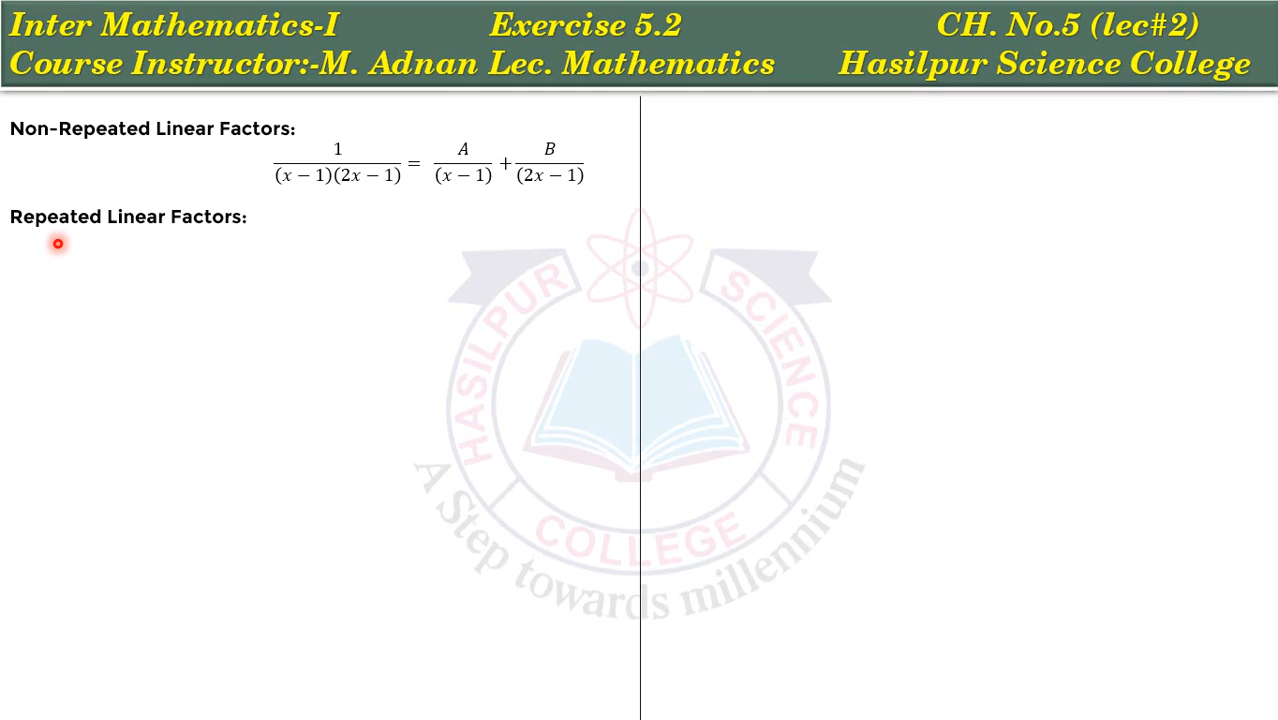 Inter Mathematics-I Exercise 5.2 CH. No.5 (lec#2)
Course Instructor:-M. Adnan Lec. Mathematics Hasilpur Science College
Non-Repeated Linear Factors:
1/((x − 1)(2x − 1)) = A/(x − 1) + B/(2x − 1)
Repeated Linear Factors:
HASILPUR SCIENCE
COLLEGE
A Step towards millennium